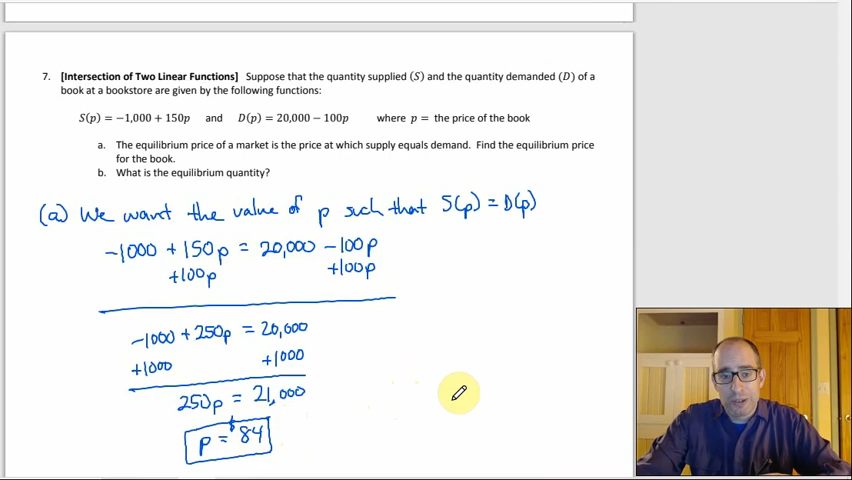 7. [Intersection of Two Linear Functions] Suppose that the quantity supplied (S) and the quantity demanded (D) of a
book at a bookstore are given by the following functions:
S(p) = −1,000 + 150p and D(p) = 20,000 − 100p where p = the price of the book
a. The equilibrium price of a market is the price at which supply equals demand. Find the equilibrium price
for the book.
b. What is the equilibrium quantity?
(a) We want the value of p such that S(p) = D(p)
-1000 + 150p = 20,000 - 100p
+100p +100p
-1000 + 250p = 20,000
+1000 +1000
250p = 21,000
p = $84